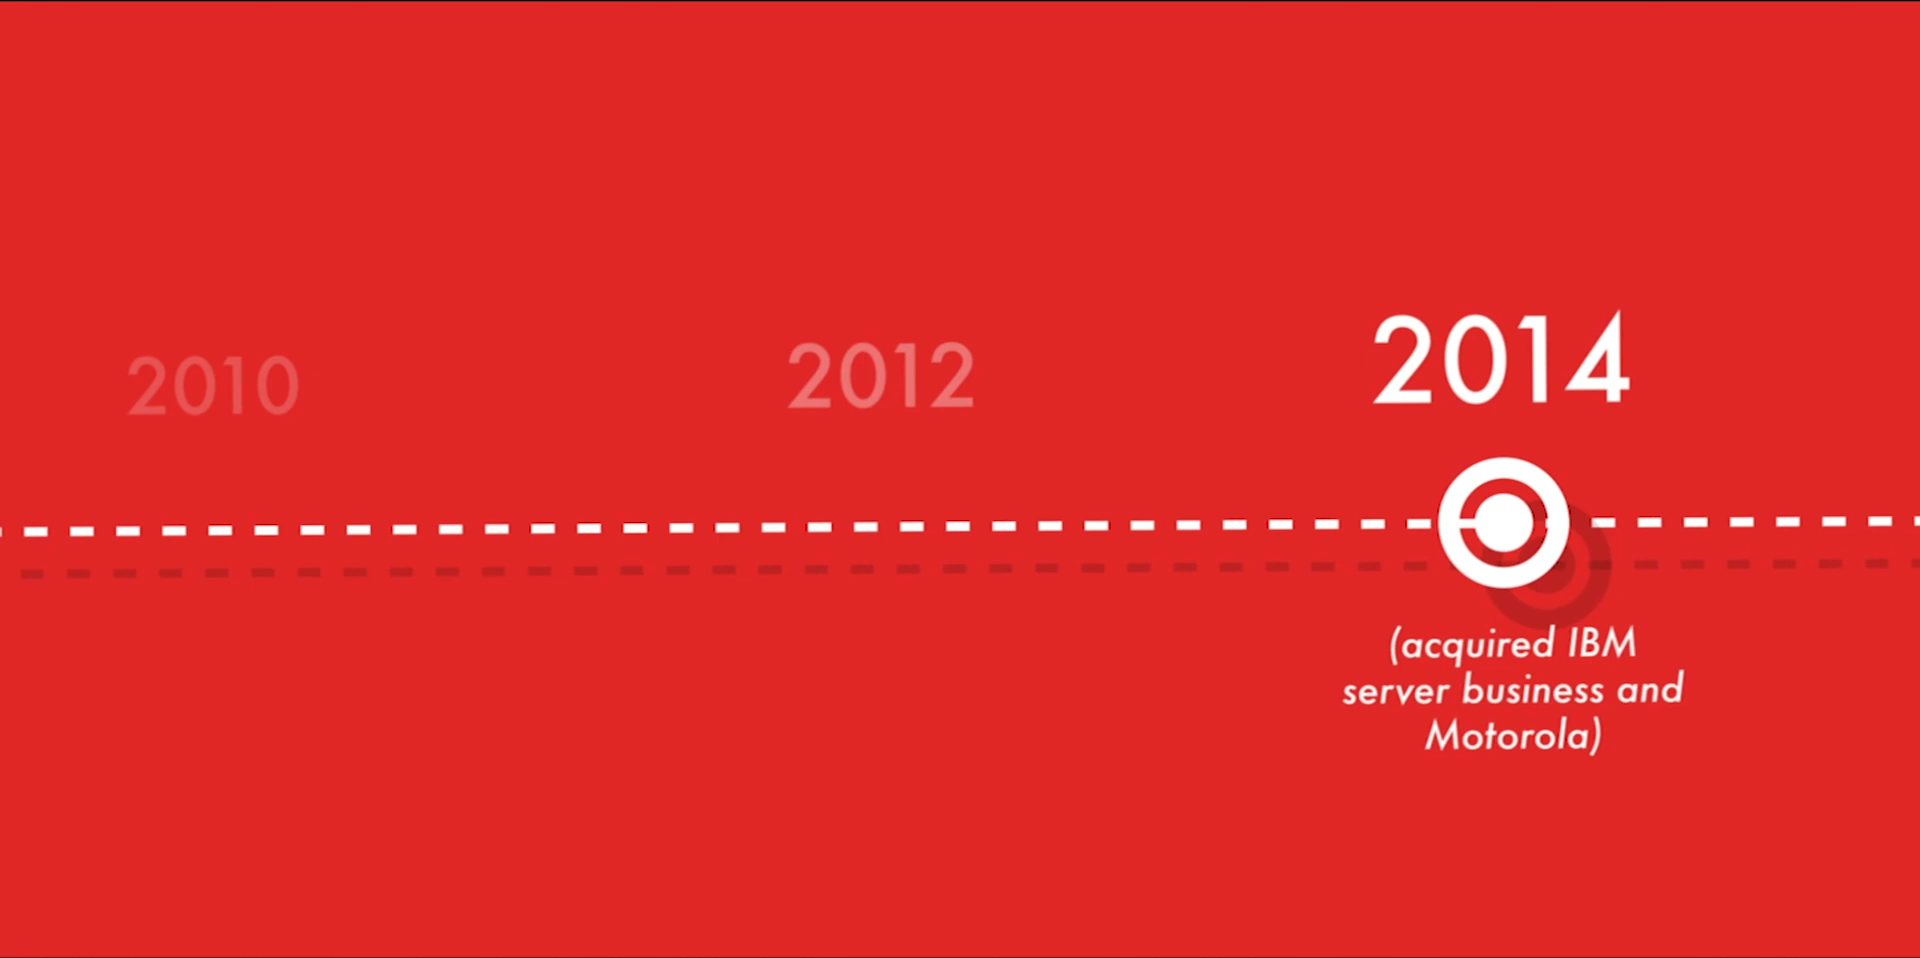 2010
2012
2014
(acquired IBM
server business and
Motorola)